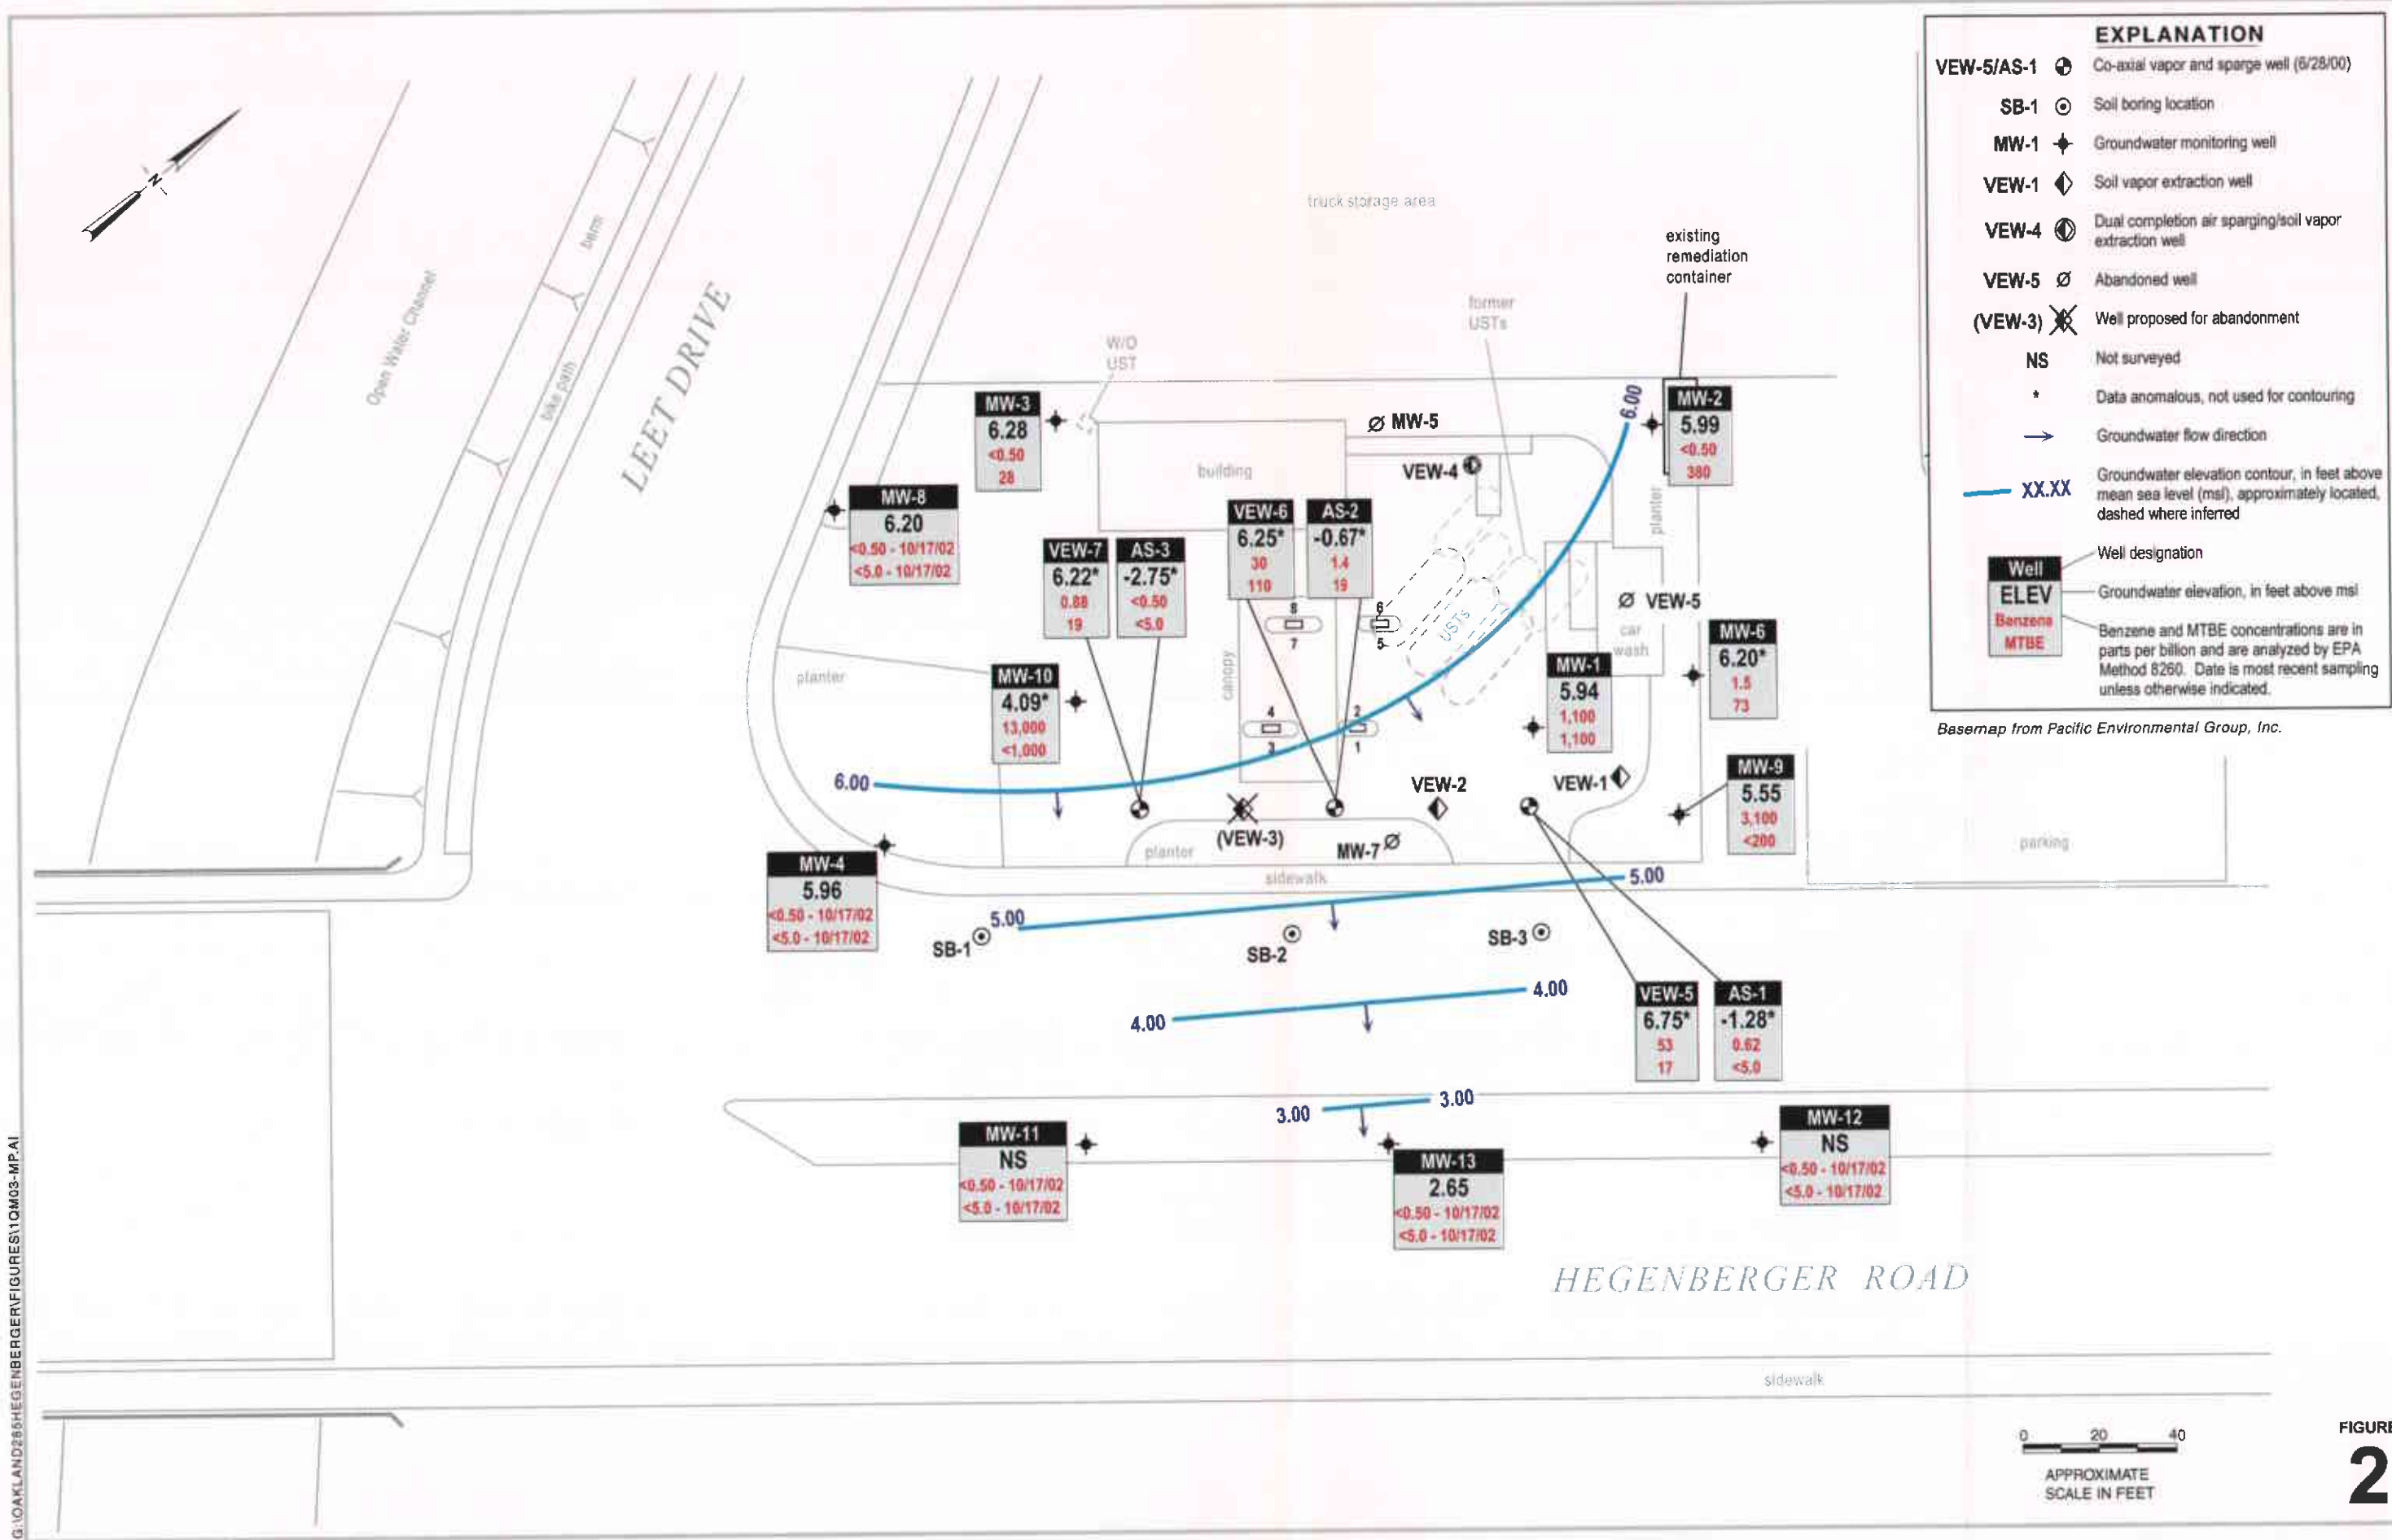 EXPLANATION
VEW-5/AS-1 Co-axial vapor and sparge well (6/28/00)
SB-1 Soil boring location
MW-1 Groundwater monitoring well
VEW-1 Soil vapor extraction well
VEW-4 Dual completion air sparging/soil vapor
extraction well
VEW-5 Abandoned well
(VEW-3) Well proposed for abandonment
NS Not surveyed
* Data anomalous, not used for contouring
Groundwater flow direction
XX.XX Groundwater elevation contour, in feet above
mean sea level (msl), approximately located,
dashed where inferred
Well
ELEV
Benzene
MTBE
Well designation
Groundwater elevation, in feet above msl
Benzene and MTBE concentrations are in
parts per billion and are analyzed by EPA
Method 8260. Date is most recent sampling
unless otherwise indicated.
Basemap from Pacific Environmental Group, Inc.
N
Open Water Channel
berm
bike path
LEET DRIVE
truck storage area
existing
remediation
container
former
USTs
W/O
UST
MW-3
6.28
<0.50
28
MW-5
6.00
MW-2
5.99
<0.50
380
building
VEW-4
planter
MW-8
6.20
<0.50 - 10/17/02
<5.0 - 10/17/02
VEW-7
6.22*
0.88
19
AS-3
-2.75*
<0.50
<5.0
VEW-6
6.25*
30
110
AS-2
-0.67*
1.4
19
8
7
6
5
USTs
VEW-5
car
wash
MW-6
6.20*
1.5
73
planter
MW-10
4.09*
13,000
<1,000
canopy
4
3
2
1
MW-1
5.94
1,100
1,100
6.00
VEW-2
VEW-1
MW-9
5.55
3,100
<200
(VEW-3)
planter
MW-7
parking
MW-4
5.96
<0.50 - 10/17/02
<5.0 - 10/17/02
sidewalk
5.00
5.00
SB-1
SB-2
SB-3
4.00
4.00
VEW-5
6.75*
53
17
AS-1
-1.28*
0.62
<5.0
3.00
3.00
MW-11
NS
<0.50 - 10/17/02
<5.0 - 10/17/02
MW-13
2.65
<0.50 - 10/17/02
<5.0 - 10/17/02
MW-12
NS
<0.50 - 10/17/02
<5.0 - 10/17/02
HEGENBERGER ROAD
sidewalk
0 20 40
APPROXIMATE
SCALE IN FEET
FIGURE
2
G:\OAKLAND285HEGENBERGER\FIGURES\1QM03-MP.AI